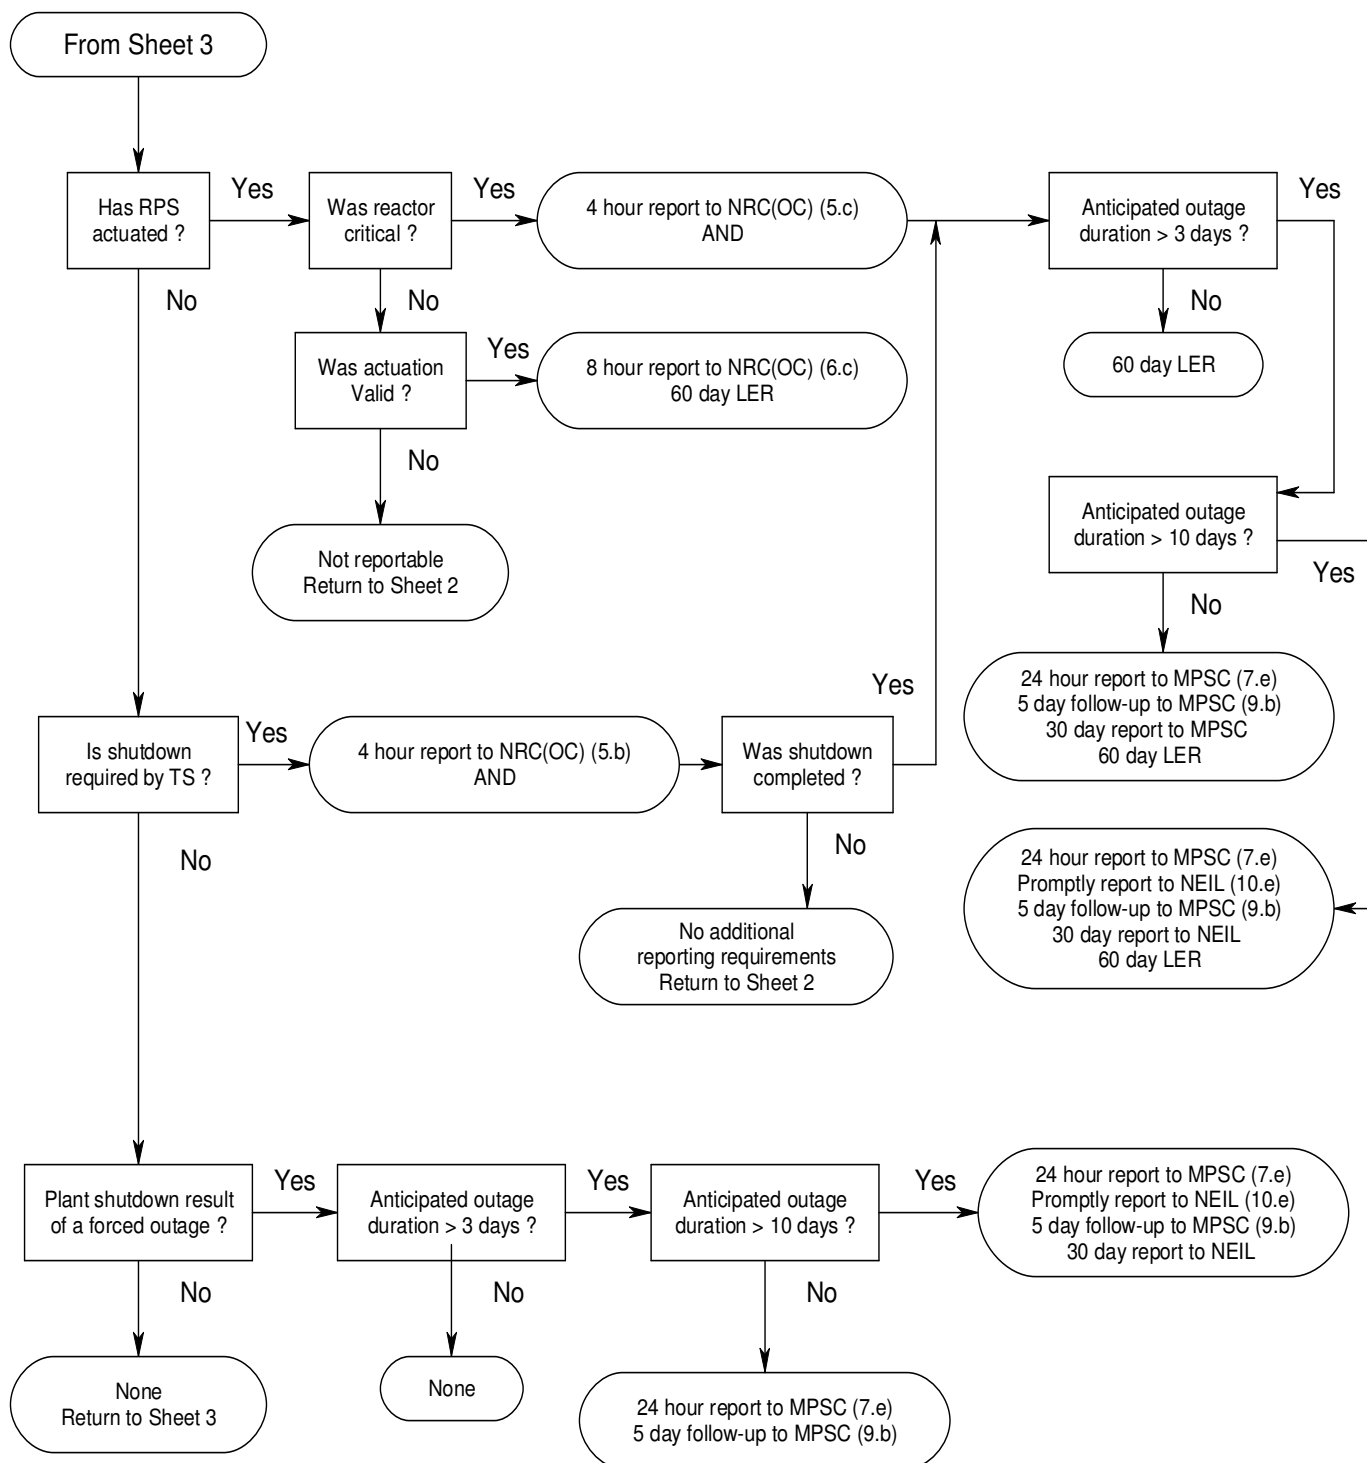 From Sheet 3
Has RPS
actuated ?
Yes
No
Was reactor
critical ?
Yes
No
4 hour report to NRC(OC) (5.c)
AND
Anticipated outage
duration > 3 days ?
Yes
No
60 day LER
Was actuation
Valid ?
Yes
No
8 hour report to NRC(OC) (6.c)
60 day LER
Not reportable
Return to Sheet 2
Anticipated outage
duration > 10 days ?
Yes
No
24 hour report to MPSC (7.e)
5 day follow-up to MPSC (9.b)
30 day report to MPSC
60 day LER
Is shutdown
required by TS ?
Yes
No
4 hour report to NRC(OC) (5.b)
AND
Was shutdown
completed ?
Yes
No
No additional
reporting requirements
Return to Sheet 2
24 hour report to MPSC (7.e)
Promptly report to NEIL (10.e)
5 day follow-up to MPSC (9.b)
30 day report to NEIL
60 day LER
Plant shutdown result
of a forced outage ?
Yes
No
None
Return to Sheet 3
Anticipated outage
duration > 3 days ?
Yes
No
None
Anticipated outage
duration > 10 days ?
Yes
No
24 hour report to MPSC (7.e)
5 day follow-up to MPSC (9.b)
24 hour report to MPSC (7.e)
Promptly report to NEIL (10.e)
5 day follow-up to MPSC (9.b)
30 day report to NEIL